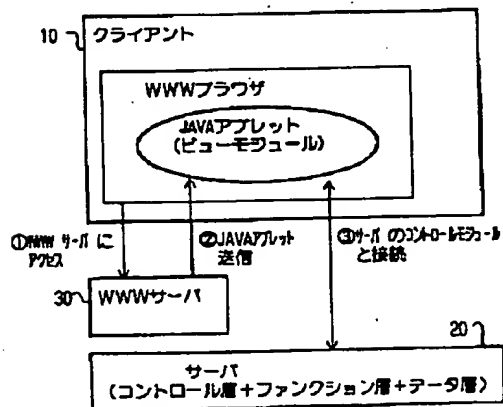 10 クライアント
WWWブラウザ
JAVAアプレット
(ビューモジュール)
①WWW サーバ に
アクセス
②JAVAアプレット
送信
③サーバ のコントロールモジュール
と接続
30 WWWサーバ
20
サーバ
(コントロール層+ファンクション層+データ層)